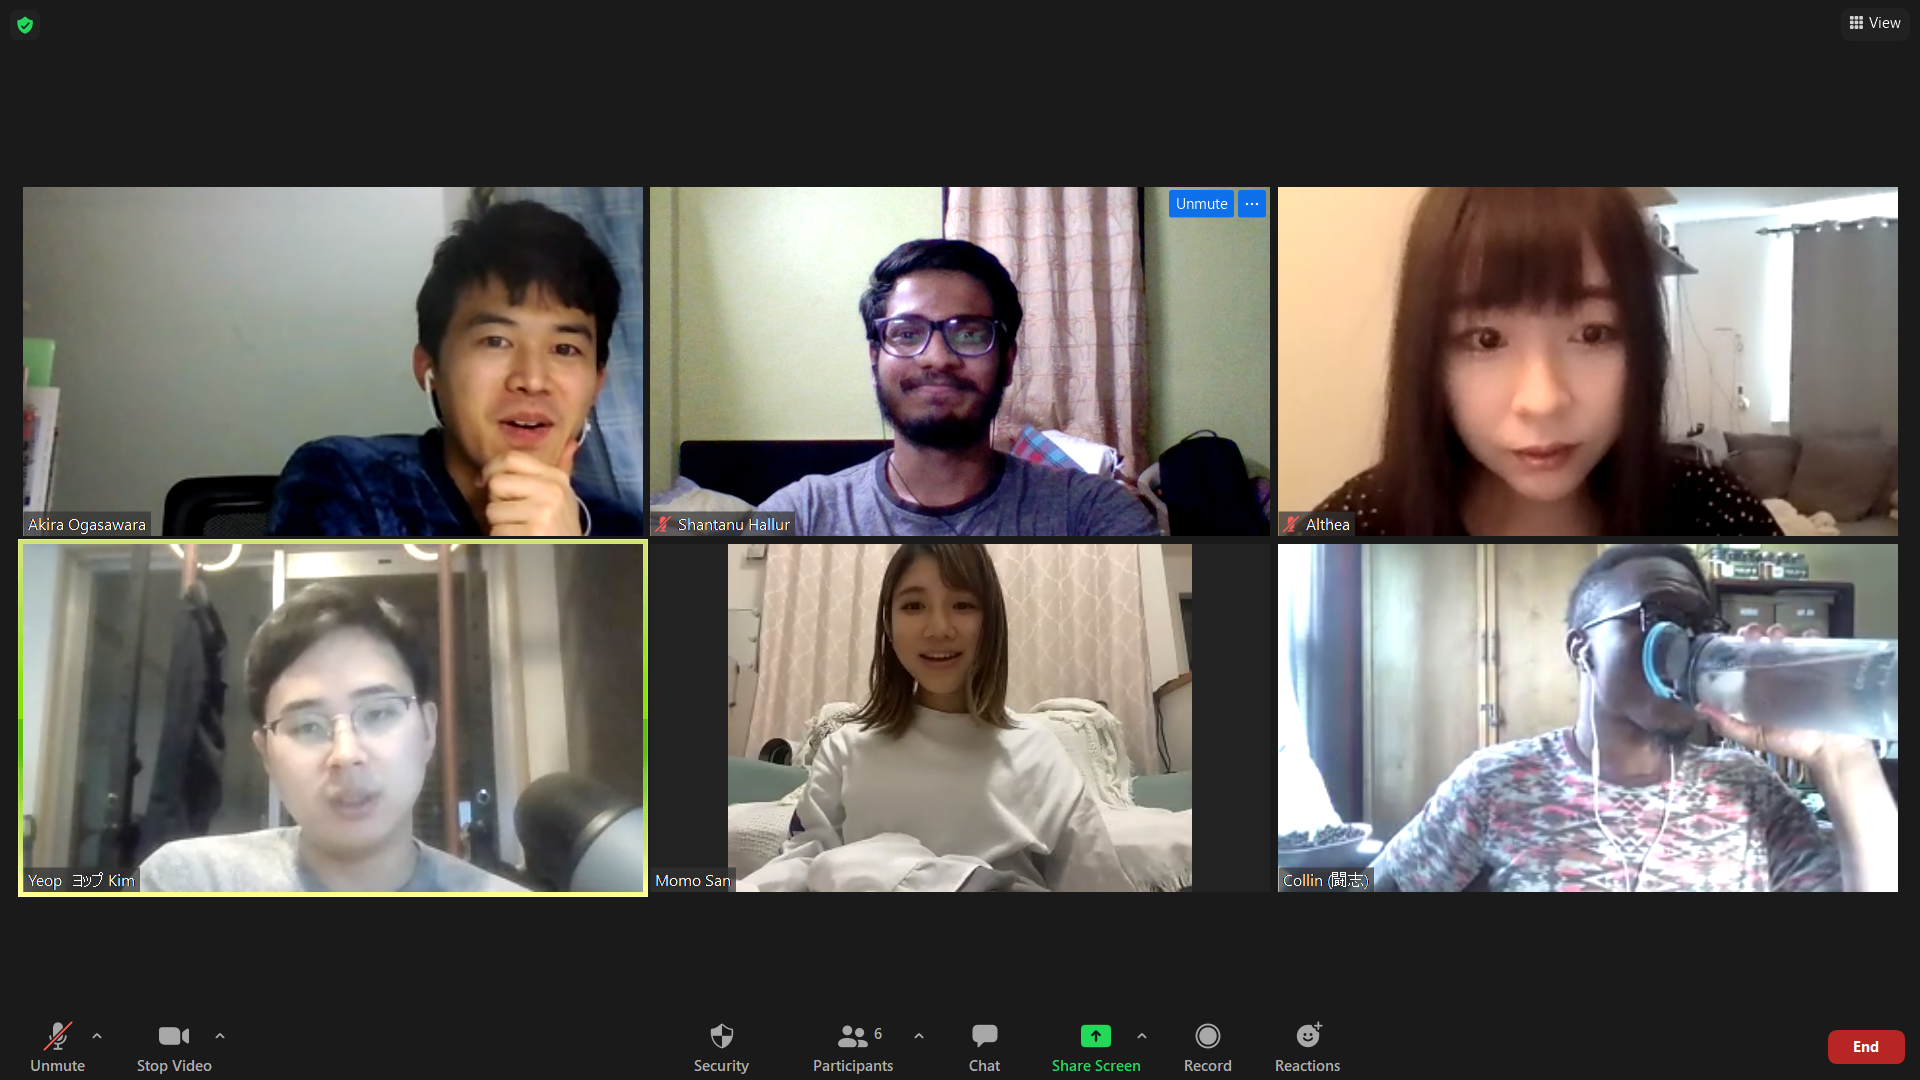 View
Unmute
Akira Ogasawara
Shantanu Hallur
Althea
Yeop ヨップ Kim
Momo San
Collin (闘志)
Unmute
Stop Video
Security
6
Participants
Chat
Share Screen
Record
Reactions
End